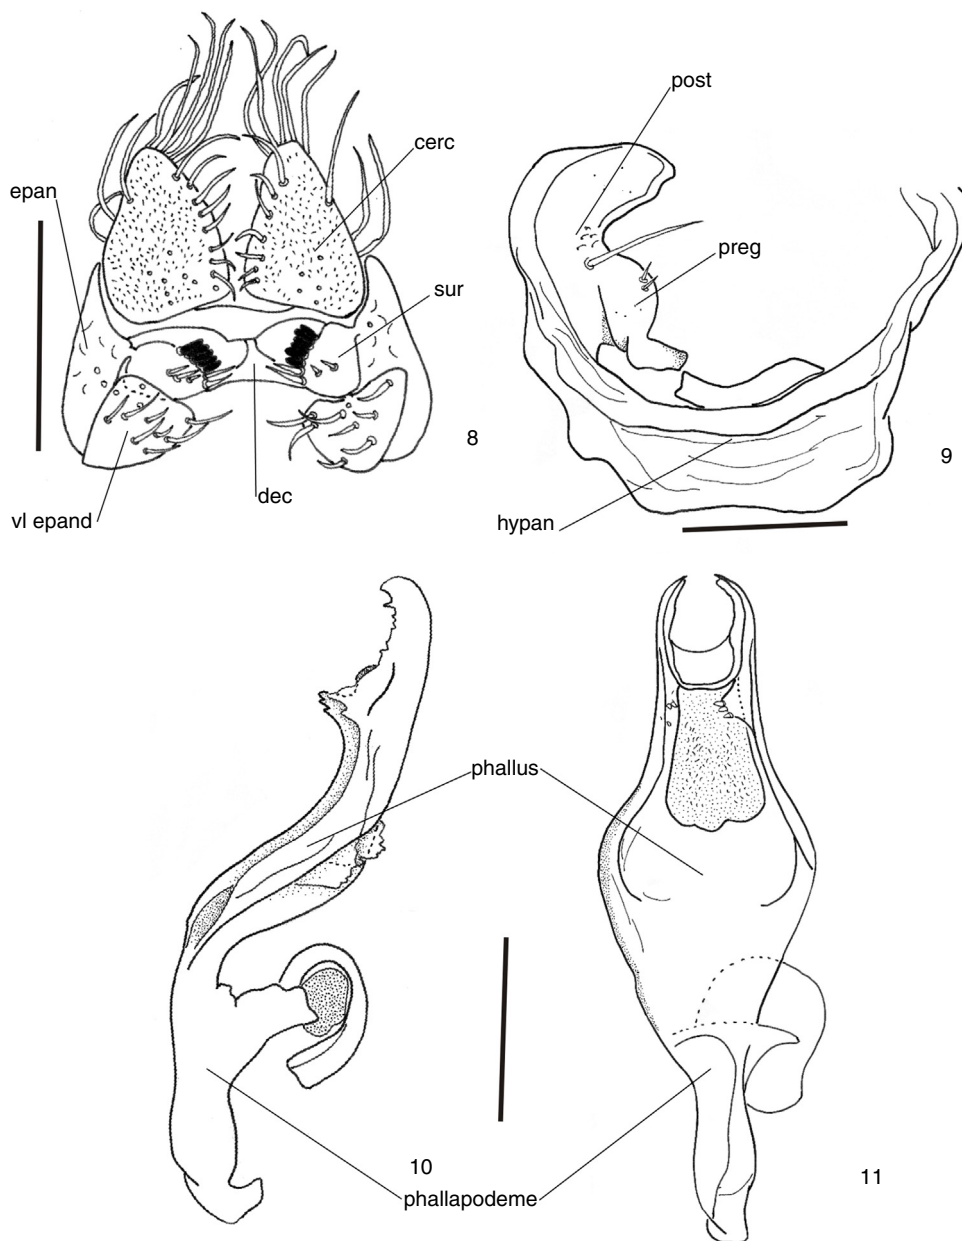 post
cerc
epan
preg
sur
8
9
dec
vl epand
hypan
phallus
10
11
phallapodeme